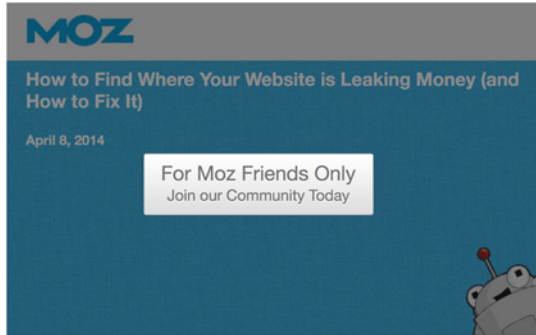 MOZ
How to Find Where Your Website is Leaking Money (and
How to Fix It)
April 8, 2014
For Moz Friends Only
Join our Community Today